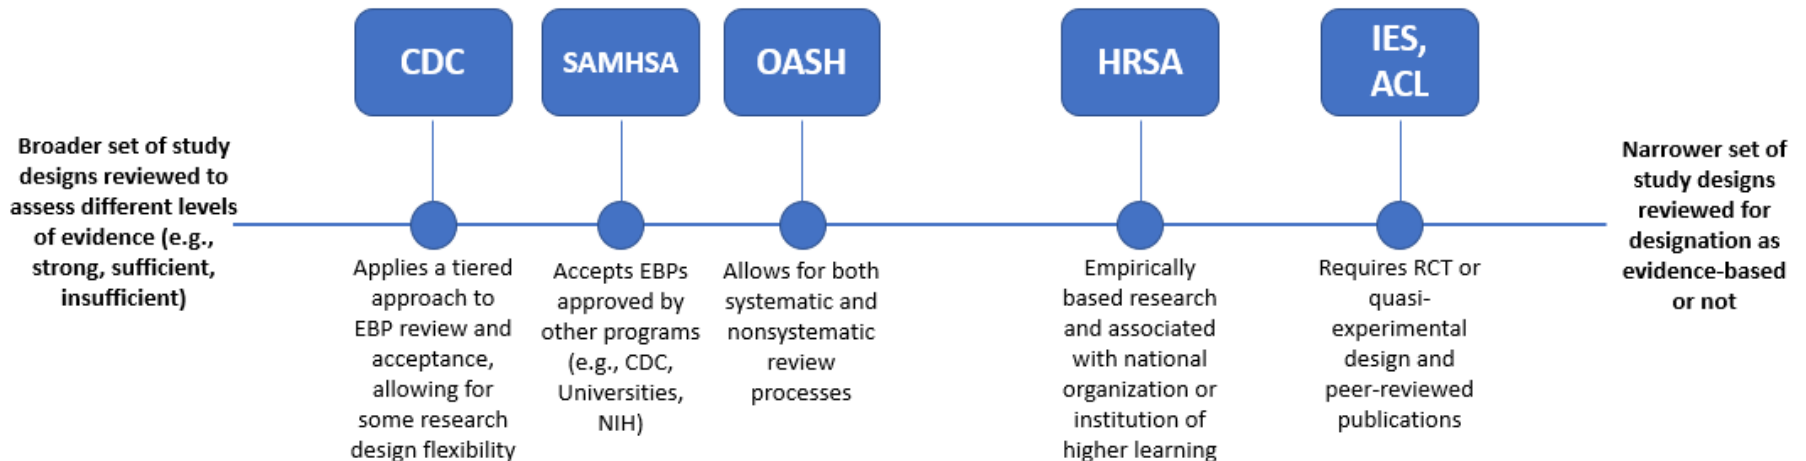 CDC
SAMHSA
OASH
HRSA
IES,
ACL
Broader set of study
designs reviewed to
assess different levels
of evidence (e.g.,
strong, sufficient,
insufficient)
Applies a tiered
approach to
EBP review and
acceptance,
allowing for
some research
design flexibility
Accepts EBPs
approved by
other programs
(e.g., CDC,
Universities,
NIH)
Allows for both
systematic and
nonsystematic
review
processes
Empirically
based research
and associated
with national
organization or
institution of
higher learning
Requires RCT or
quasi-
experimental
design and
peer-reviewed
publications
Narrower set of
study designs
reviewed for
designation as
evidence-based
or not